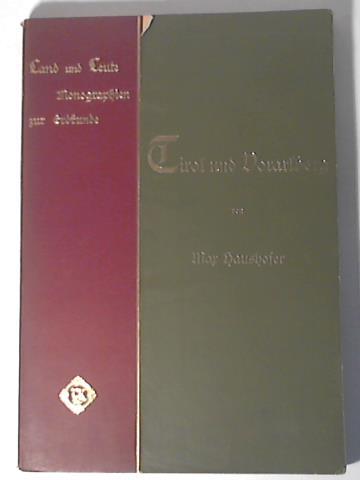 Land und Leute
Monographien
zur Erdkunde
Tirol und Vorarlberg
von
Max Haushofer